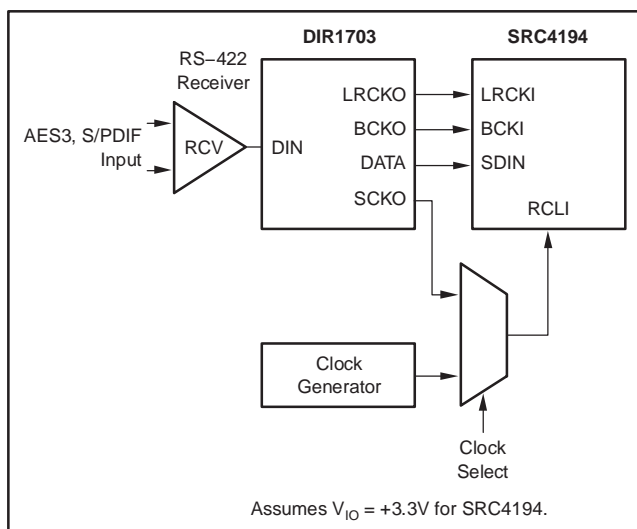 DIR1703
SRC4194
RS–422
Receiver
AES3, S/PDIF
Input
RCV
DIN
LRCKO
BCKO
DATA
SCKO
LRCKI
BCKI
SDIN
RCLI
Clock
Generator
Clock
Select
Assumes VIO = +3.3V for SRC4194.